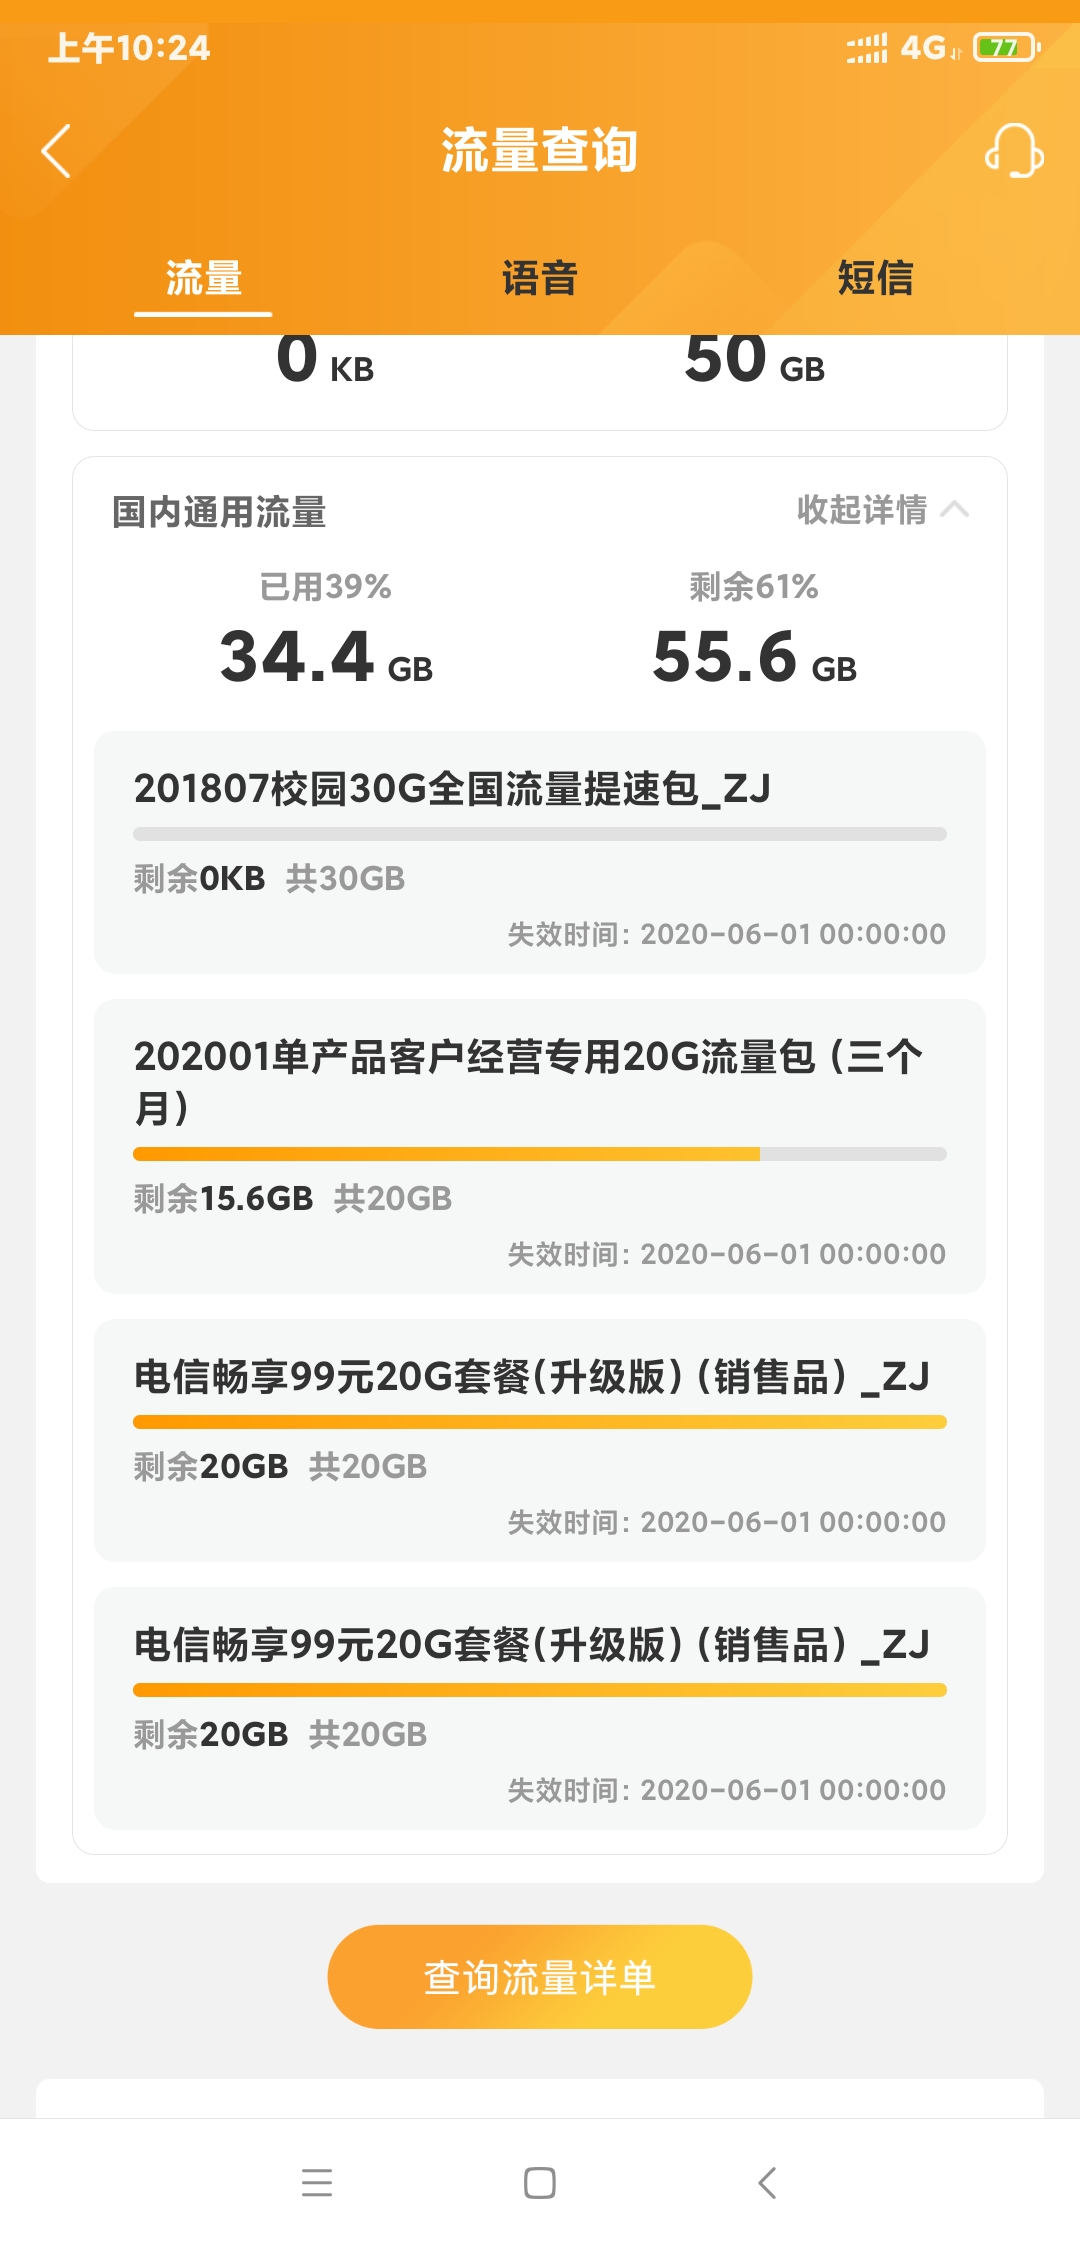 上午10:24
4G
77
流量查询
流量 语音 短信
0 KB 50 GB
国内通用流量 收起详情
已用39% 剩余61%
34.4 GB 55.6 GB
201807校园30G全国流量提速包_ZJ
剩余0KB 共30GB
失效时间: 2020-06-01 00:00:00
202001单产品客户经营专用20G流量包 (三个
月)
剩余15.6GB 共20GB
失效时间: 2020-06-01 00:00:00
电信畅享99元20G套餐(升级版) (销售品) _ZJ
剩余20GB 共20GB
失效时间: 2020-06-01 00:00:00
电信畅享99元20G套餐(升级版) (销售品) _ZJ
剩余20GB 共20GB
失效时间: 2020-06-01 00:00:00
查询流量详单